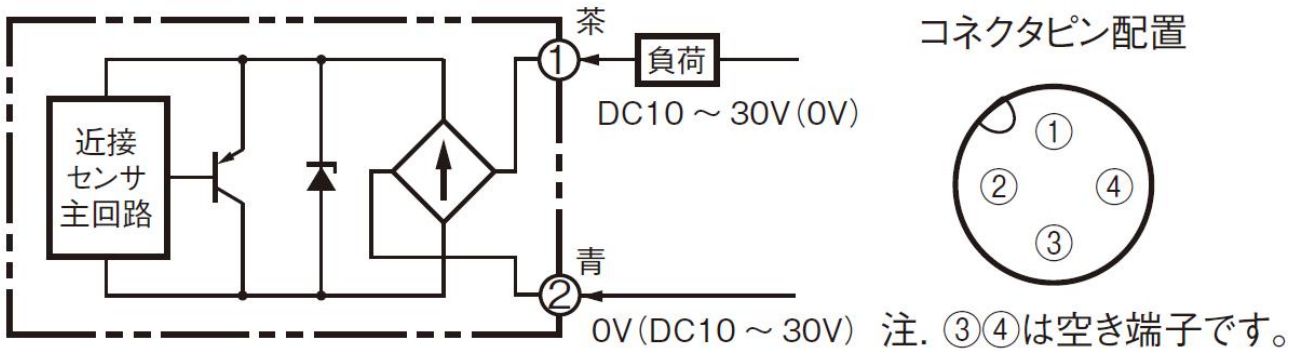 茶
①
負荷
DC10 ~ 30V(0V)
近接
センサ
主回路
青
②
0V(DC10 ~ 30V)
コネクタピン配置
①
②
④
③
注. ③④は空き端子です。